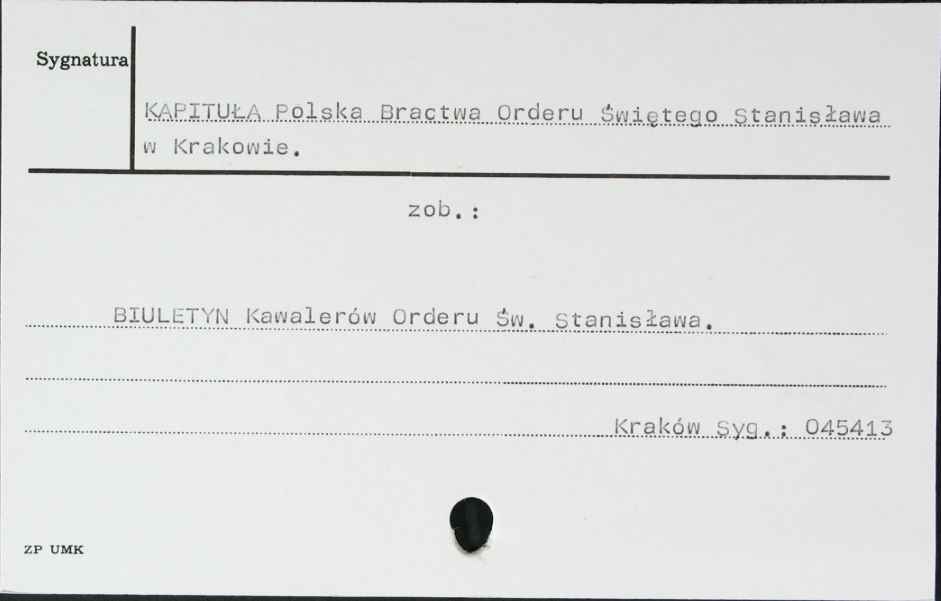 Sygnatura
KAPITUŁA Polska Bractwa Orderu Świętego Stanisława
w Krakowie.
zob.:
BIULETYN Kawalerów Orderu Św. Stanisława.
Kraków Syg.: 045413
ZP UMK